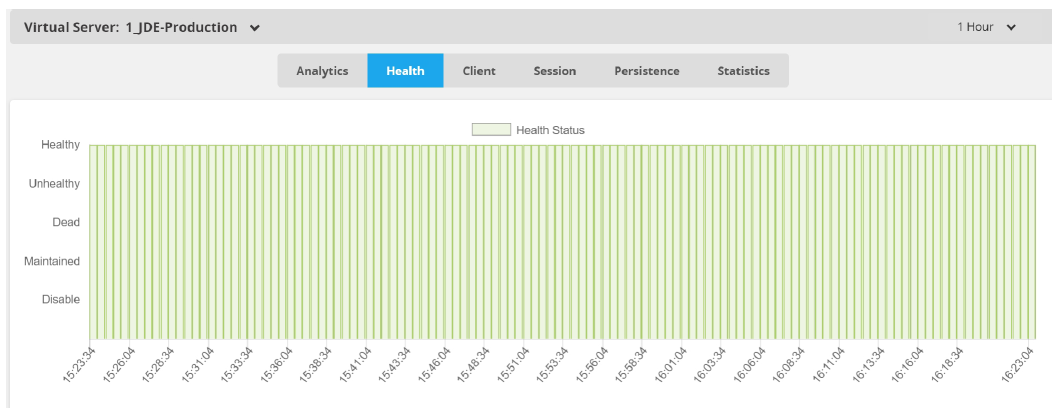 Virtual Server: 1_JDE-Production
1 Hour
Analytics Health Client Session Persistence Statistics
Health Status
Healthy
Unhealthy
Dead
Maintained
Disable
15:23:34 15:26:04 15:28:34 15:31:04 15:33:34 15:36:04 15:38:34 15:41:04 15:43:34 15:46:04 15:48:34 15:51:04 15:53:34 15:56:04 15:58:34 16:01:04 16:03:34 16:06:04 16:08:34 16:11:04 16:13:34 16:16:04 16:18:34 16:23:04